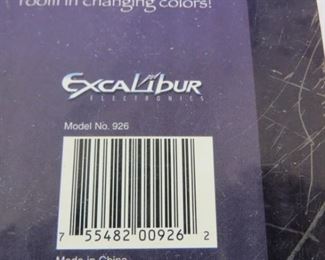 room in changing colors!
Excalibur
ELECTRONICS
Model No. 926
7 55482 00926 2
Made in China